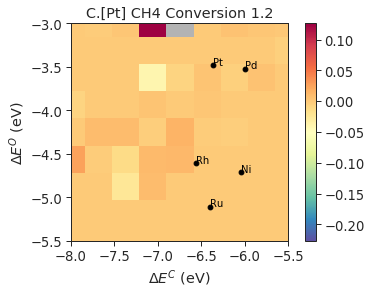 C.[Pt] CH4 Conversion 1.2
−3.0
−3.5
−4.0
−4.5
−5.0
−5.5
ΔE^O (eV)
Pt
Pd
Rh
Ni
Ru
−8.0 −7.5 −7.0 −6.5 −6.0 −5.5
ΔE^C (eV)
0.10
0.05
0.00
−0.05
−0.10
−0.15
−0.20